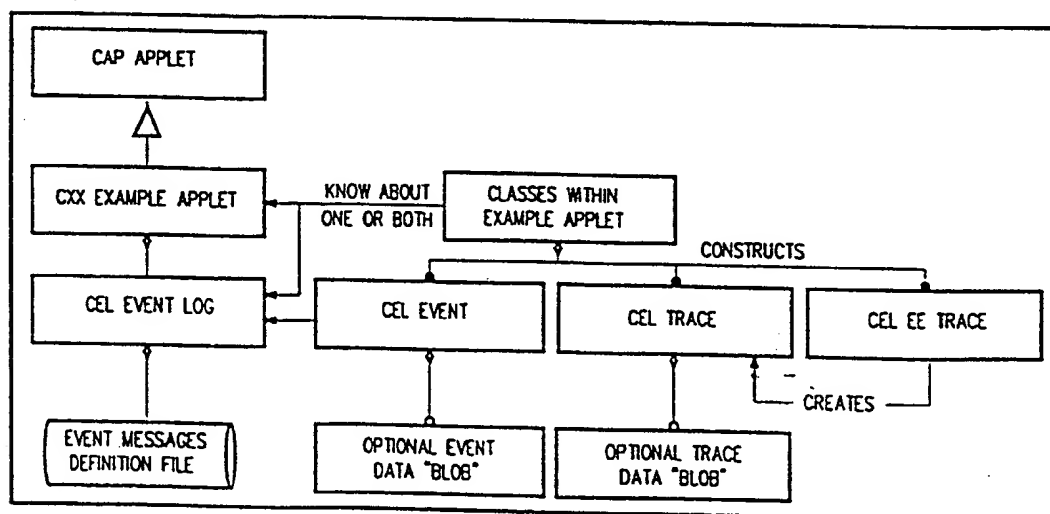 CAP APPLET
CXX EXAMPLE APPLET
KNOW ABOUT
ONE OR BOTH
CLASSES WITHIN
EXAMPLE APPLET
CONSTRUCTS
CEL EVENT LOG
CEL EVENT
CEL TRACE
CEL EE TRACE
CREATES
EVENT MESSAGES
DEFINITION FILE
OPTIONAL EVENT
DATA "BLOB"
OPTIONAL TRACE
DATA "BLOB"